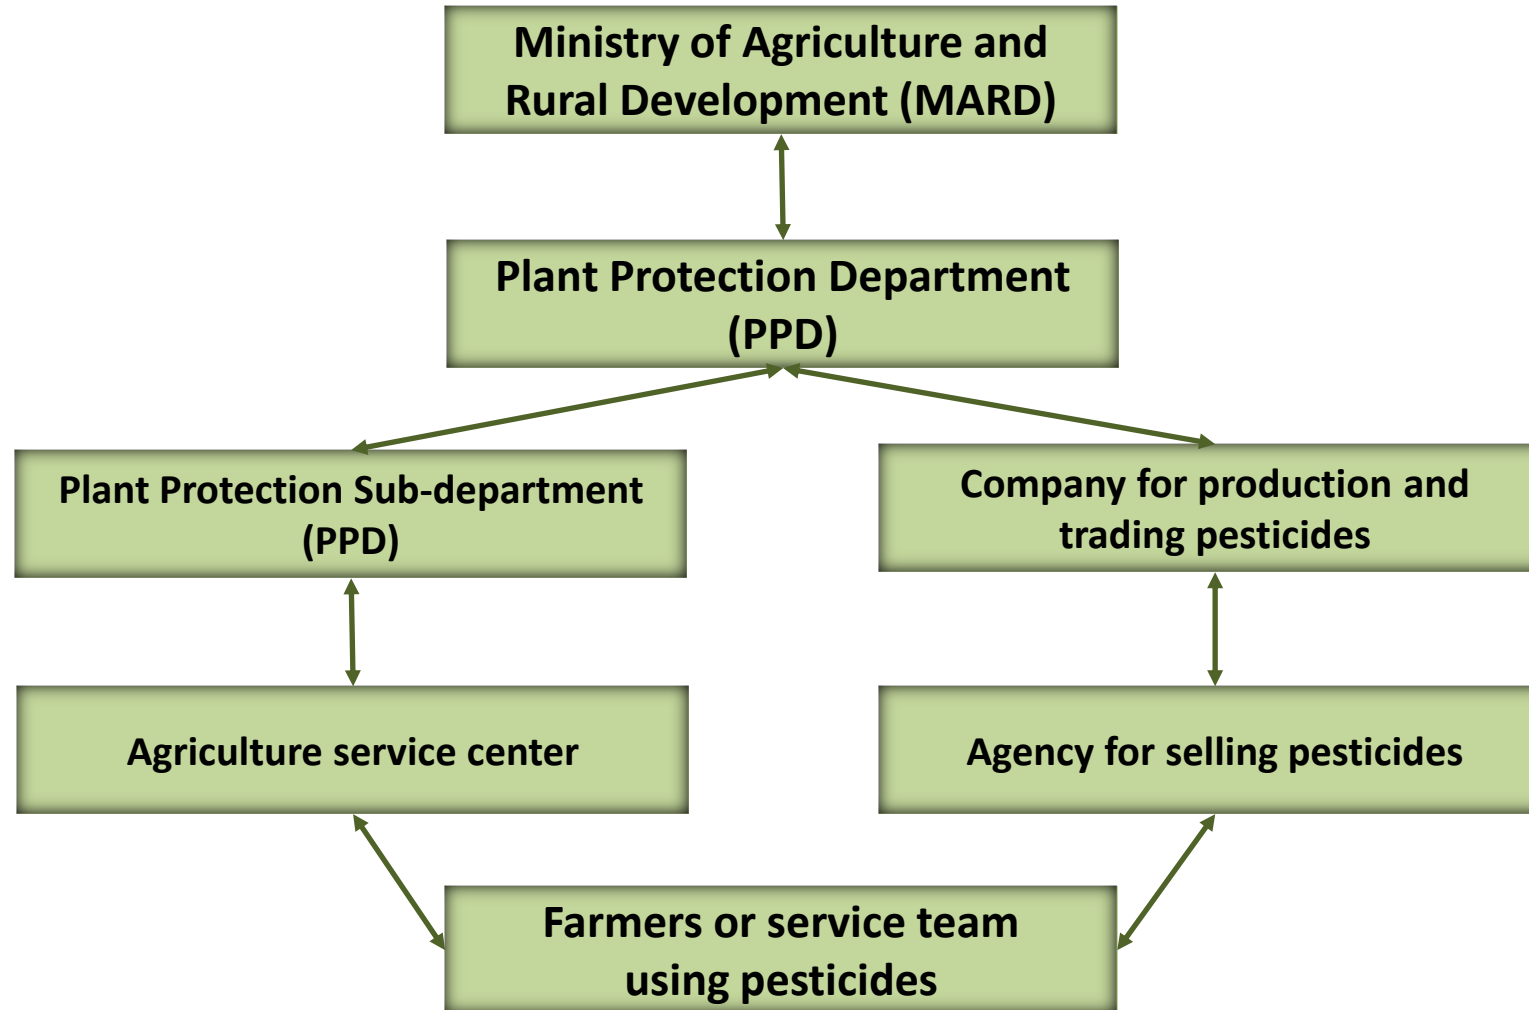 Ministry of Agriculture and
Rural Development (MARD)
Plant Protection Department
(PPD)
Plant Protection Sub-department
(PPD)
Company for production and
trading pesticides
Agriculture service center
Agency for selling pesticides
Farmers or service team
using pesticides